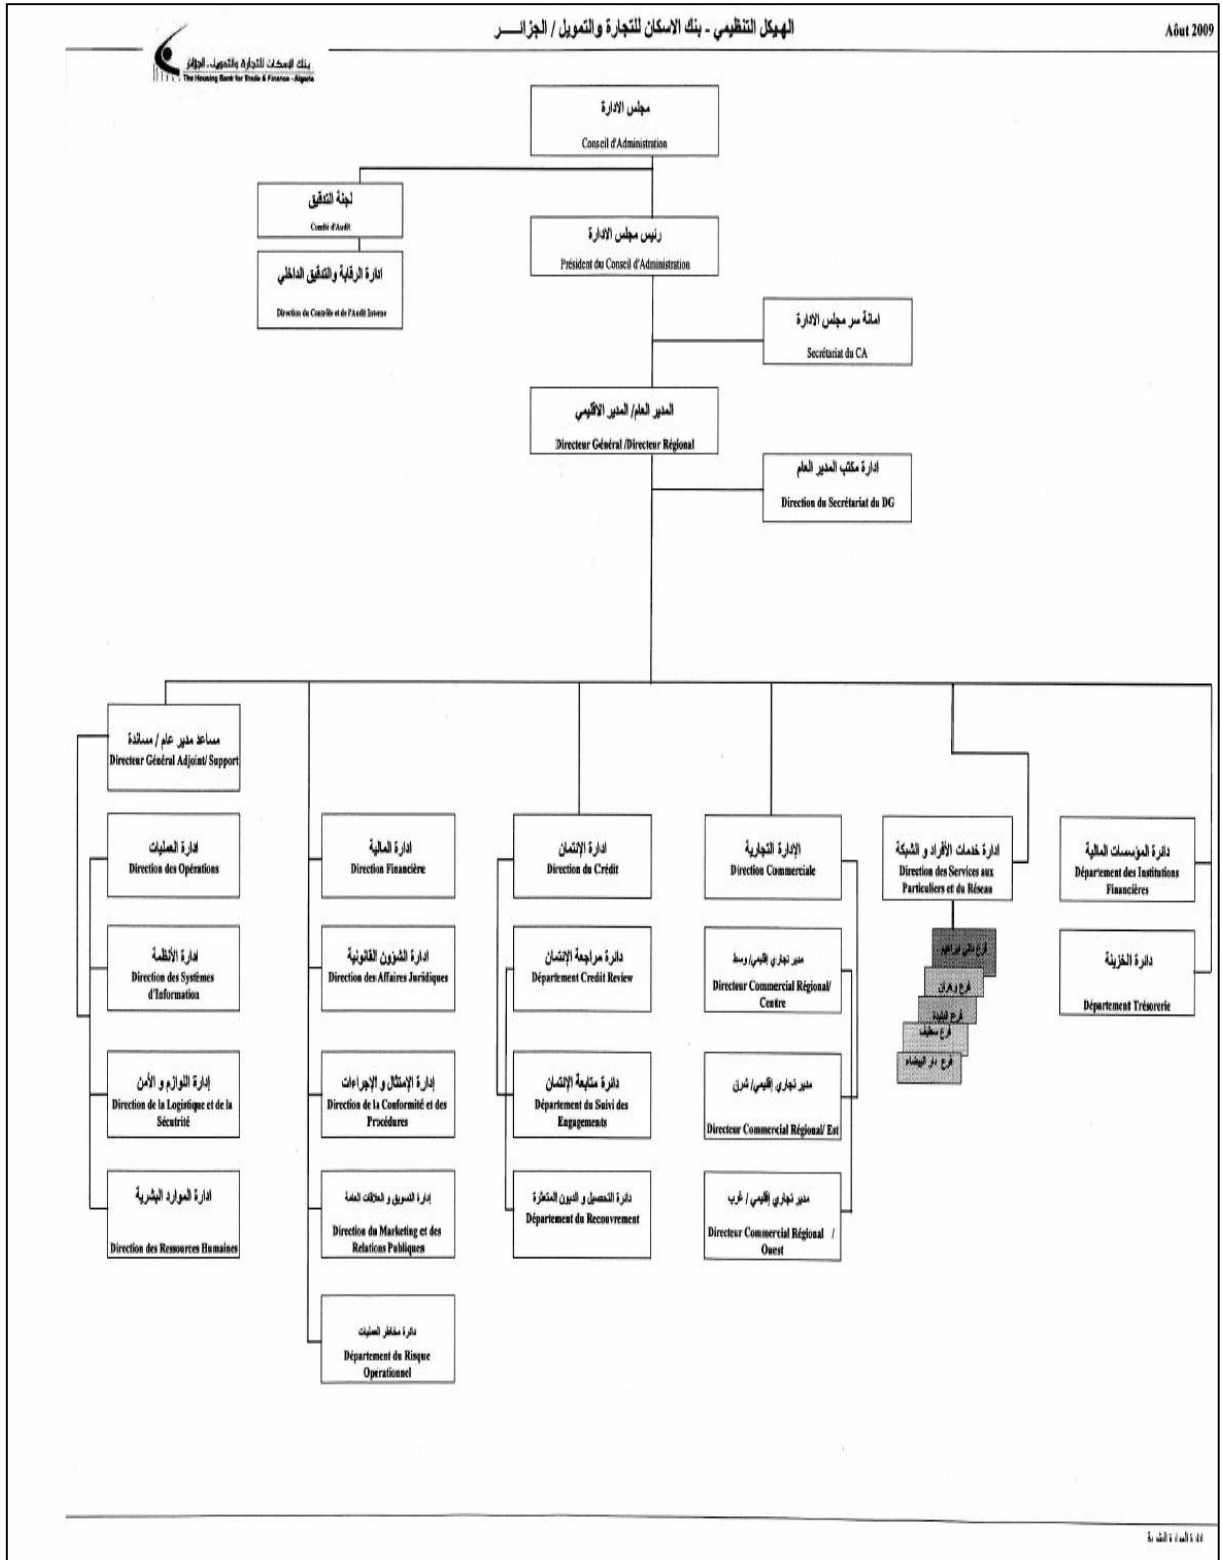 الهيكل التنظيمي - بنك الاسكان للتجارة والتمويل / الجزائـــــر
Aôut 2009
بنك الإسكان للتجارة والتمويل - الجزائر
The Housing Bank for Trade & Finance - Algeria
مجلس الادارة
Conseil d'Administration
لجنة التدقيق
Comité d'Audit
رئيس مجلس الادارة
Président du Conseil d'Administration
ادارة الرقابة والتدقيق الداخلي
Direction du Contrôle et de l'Audit Interne
امانة سر مجلس الادارة
Secrétariat du CA
المدير العام/ المدير الاقليمي
Directeur Général /Directeur Régional
ادارة مكتب المدير العام
Direction du Secrétariat du DG
مساعد مدير عام / مساندة
Directeur Général Adjoint/ Support
ادارة العمليات
Direction des Opérations
ادارة المالية
Direction Financière
ادارة الإئتمان
Direction du Crédit
الإدارة التجارية
Direction Commerciale
ادارة خدمات الأفراد و الشبكة
Direction des Services aux
Particuliers et du Réseau
دائرة المؤسسات المالية
Département des Institutions
Financières
ادارة الأنظمة
Direction des Systèmes
d'Information
ادارة الشؤون القانونية
Direction des Affaires Juridiques
دائرة مراجعة الإئتمان
Département Credit Review
مدير تجاري إقليمي/ وسط
Directeur Commercial Régional/
Centre
فرع دالي ابراهيم
فرع وهران
فرع البليدة
فرع سطيف
فرع دار البيضاء
دائرة الخزينة
Département Trésorerie
إدارة اللوازم و الأمن
Direction de la Logistique et de la
Sécutrité
إدارة الإمتثال و الإجراءات
Direction de la Conformité et des
Procédures
دائرة متابعة الإئتمان
Département du Suivi des
Engagements
مدير تجاري إقليمي/ شرق
Directeur Commercial Régional/ Est
ادارة الموارد البشرية
Direction des Ressources Humaines
إدارة التسويق و العلاقات العامة
Direction du Marketing et des
Relations Publiques
دائرة التحصيل و الديون المتعثرة
Département du Recouvrement
مدير تجاري إقليمي / غرب
Directeur Commercial Régional /
Ouest
دائرة مخاطر العمليات
Département du Risque
Opérationnel